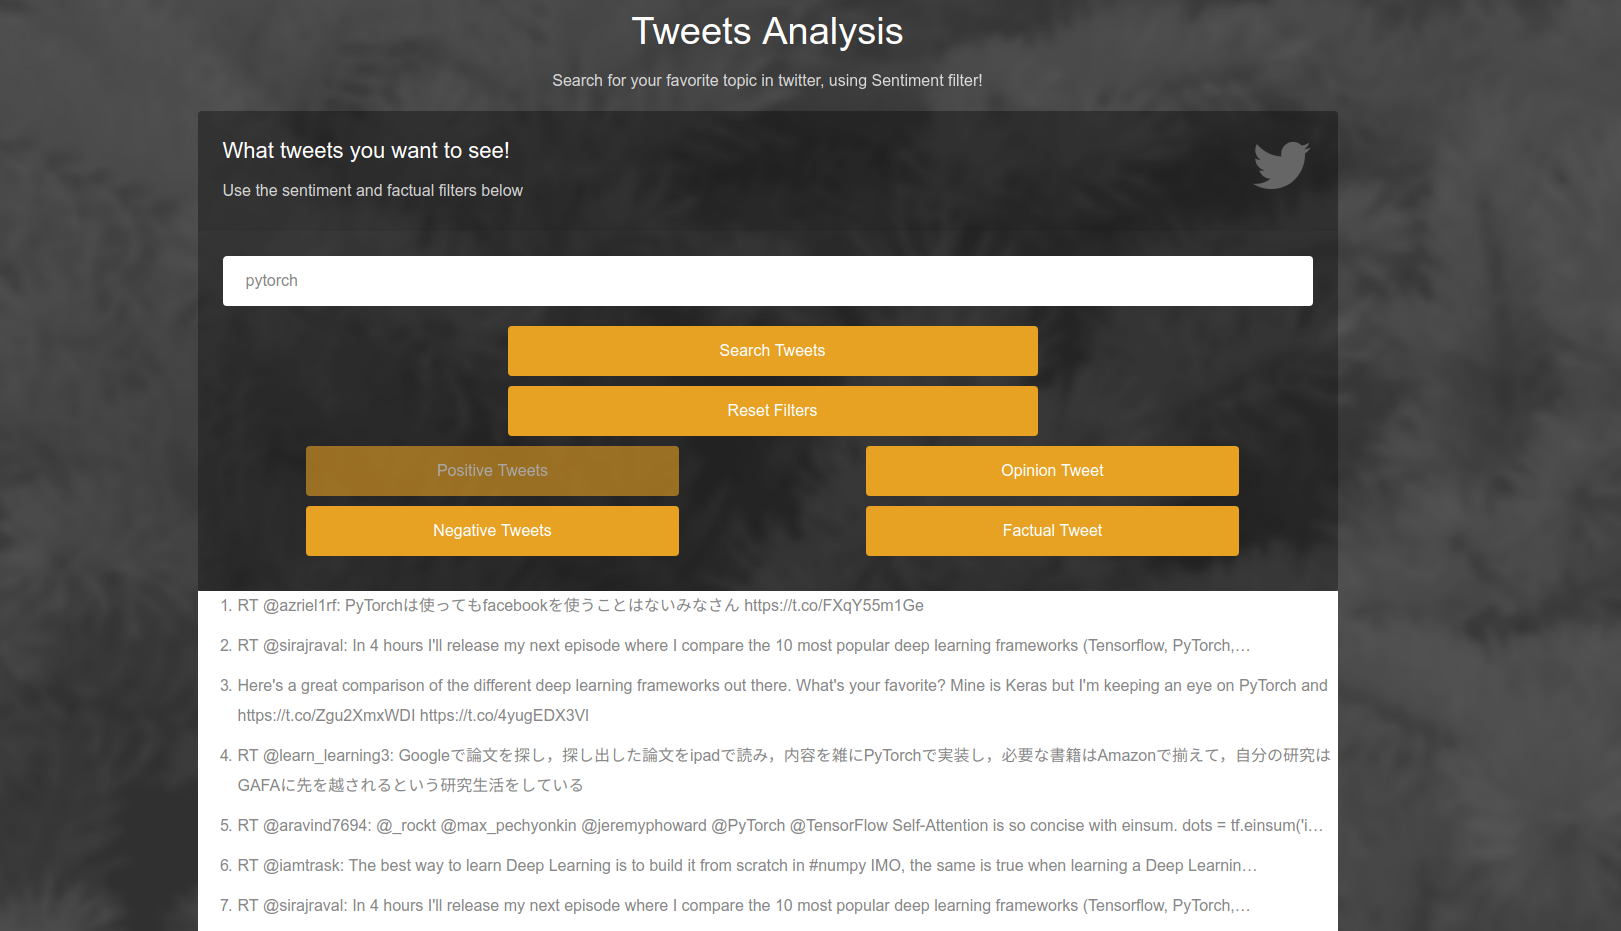 Tweets Analysis
Search for your favorite topic in twitter, using Sentiment filter!
What tweets you want to see!
Use the sentiment and factual filters below
pytorch
Search Tweets
Reset Filters
Positive Tweets
Opinion Tweet
Negative Tweets
Factual Tweet
1. RT @azriel1rf: PyTorchは使ってもfacebookを使うことはないみなさん https://t.co/FXqY55m1Ge
2. RT @sirajraval: In 4 hours I'll release my next episode where I compare the 10 most popular deep learning frameworks (Tensorflow, PyTorch,…
3. Here's a great comparison of the different deep learning frameworks out there. What's your favorite? Mine is Keras but I'm keeping an eye on PyTorch and
https://t.co/Zgu2XmxWDI https://t.co/4yugEDX3Vl
4. RT @learn_learning3: Googleで論文を探し，探し出した論文をipadで読み，内容を雑にPyTorchで実装し，必要な書籍はAmazonで揃えて，自分の研究は
GAFAに先を越されるという研究生活をしている
5. RT @aravind7694: @_rockt @max_pechyonkin @jeremyphoward @PyTorch @TensorFlow Self-Attention is so concise with einsum. dots = tf.einsum('i…
6. RT @iamtrask: The best way to learn Deep Learning is to build it from scratch in #numpy IMO, the same is true when learning a Deep Learnin…
7. RT @sirajraval: In 4 hours I'll release my next episode where I compare the 10 most popular deep learning frameworks (Tensorflow, PyTorch,…